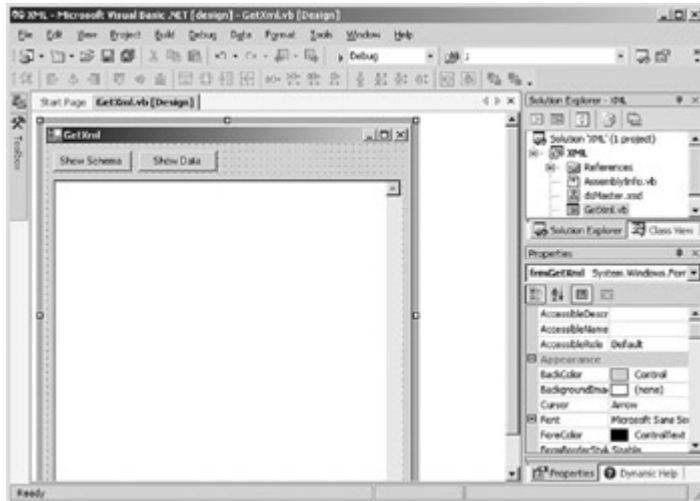 XML - Microsoft Visual Basic .NET [design] - GetXml.vb [Design]
File Edit View Project Build Debug Data Format Tools Window Help
Debug
Start Page GetXml.vb [Design]
Toolbox
GetXml
Show Schema Show Data
Solution Explorer - XML
Solution 'XML' (1 project)
XML
References
AssemblyInfo.vb
dsMaster.xsd
GetXml.vb
Solution Explorer Class View
Properties
frmGetXml System.Windows.Forr
AccessibleDescr
AccessibleName
AccessibleRole Default
Appearance
BackColor Control
BackgroundIma (none)
Cursor Arrow
Font Microsoft Sans Se
ForeColor ControlText
FormBorderStyl Sizable
Properties Dynamic Help
Ready